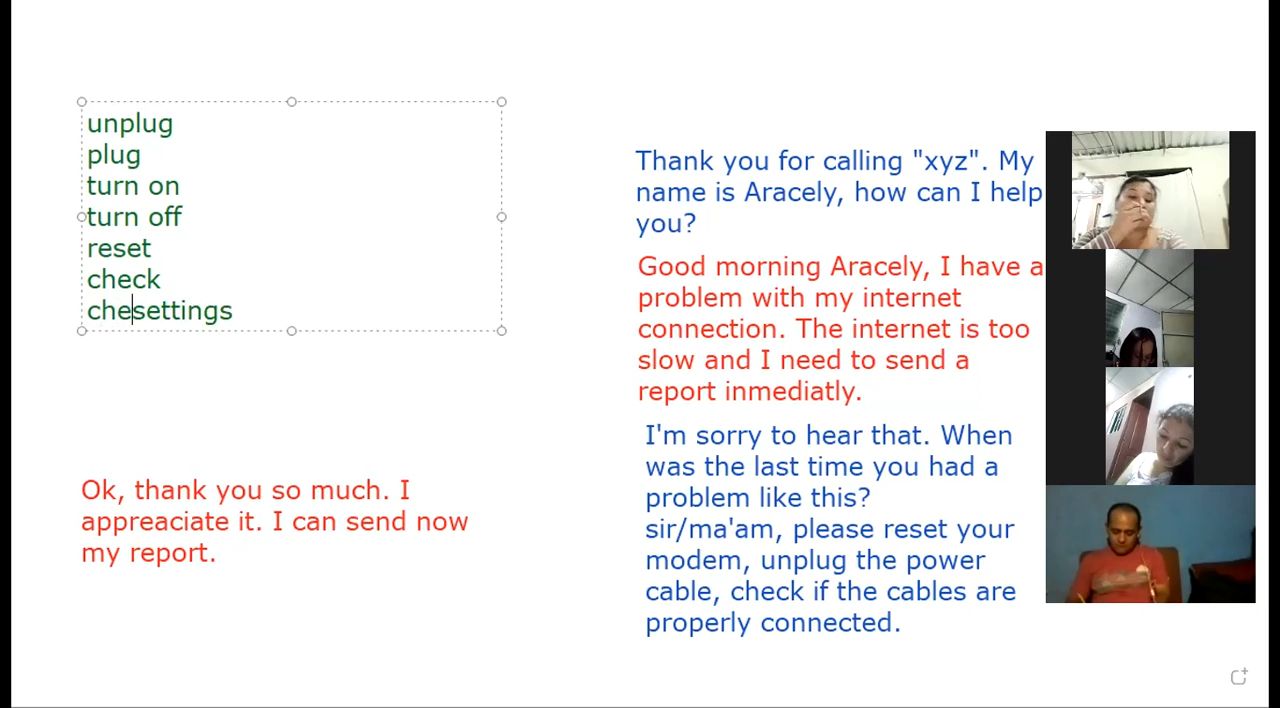 unplug
plug
turn on
turn off
reset
check
chesettings
Ok, thank you so much. I
appreaciate it. I can send now
my report.
Thank you for calling "xyz". My
name is Aracely, how can I help
you?
Good morning Aracely, I have a
problem with my internet
connection. The internet is too
slow and I need to send a
report inmediatly.
I'm sorry to hear that. When
was the last time you had a
problem like this?
sir/ma'am, please reset your
modem, unplug the power
cable, check if the cables are
properly connected.